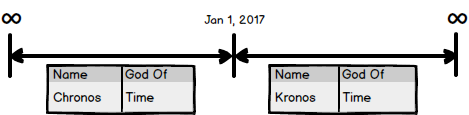 ∞ Jan 1, 2017 ∞
Name God Of
Chronos Time
Name God Of
Kronos Time